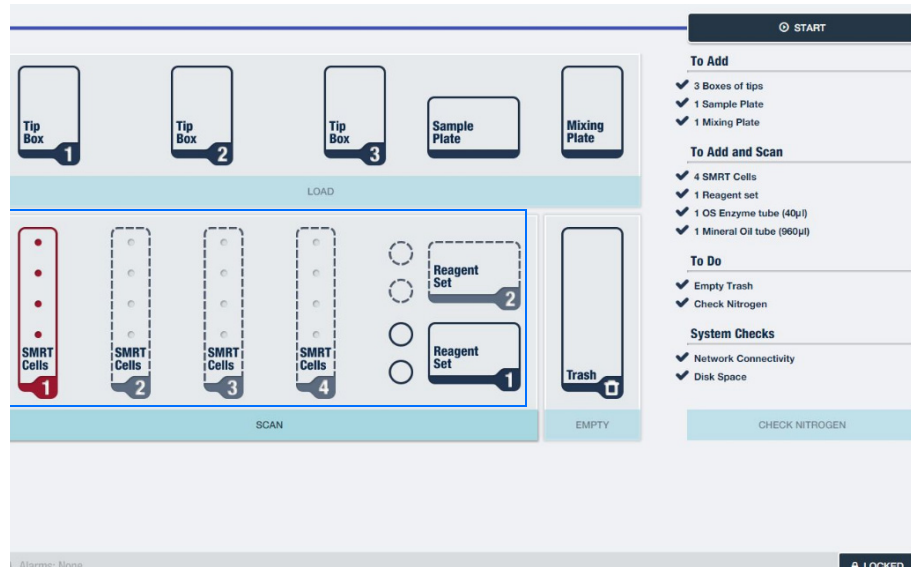 START
Tip
Box
1
Tip
Box
2
Tip
Box
3
Sample
Plate
Mixing
Plate
LOAD
SMRT
Cells
1
SMRT
Cells
2
SMRT
Cells
3
SMRT
Cells
4
Reagent
Set
2
Reagent
Set
1
Trash
SCAN
EMPTY
To Add
3 Boxes of tips
1 Sample Plate
1 Mixing Plate
To Add and Scan
4 SMRT Cells
1 Reagent set
1 OS Enzyme tube (40µl)
1 Mineral Oil tube (960µl)
To Do
Empty Trash
Check Nitrogen
System Checks
Network Connectivity
Disk Space
CHECK NITROGEN
Alarms: None
LOCKED